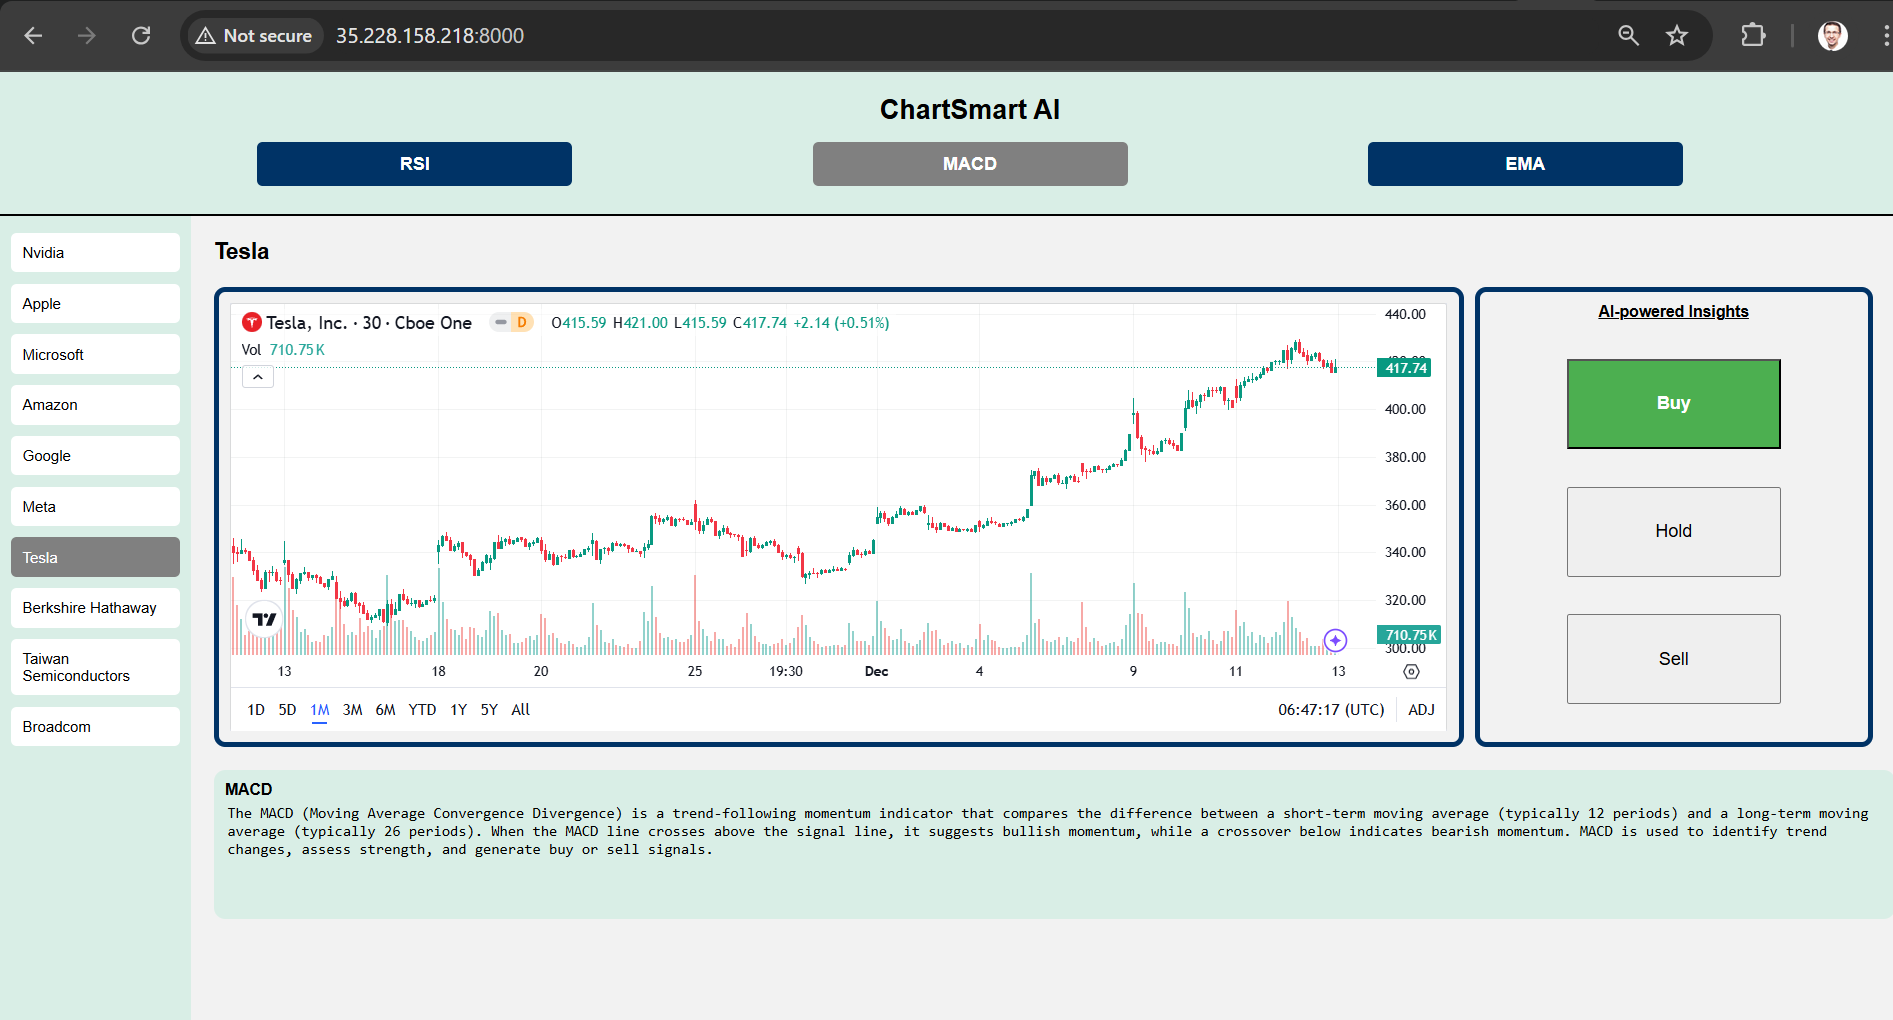 Not secure 35.228.158.218:8000
ChartSmart AI
RSI MACD EMA
Nvidia
Apple
Microsoft
Amazon
Google
Meta
Tesla
Berkshire Hathaway
Taiwan
Semiconductors
Broadcom
Tesla
Tesla, Inc. · 30 · Cboe One D O415.59 H421.00 L415.59 C417.74 +2.14 (+0.51%)
Vol 710.75K
440.00
417.74
400.00
380.00
360.00
340.00
320.00
710.75K
300.00
13 18 20 25 19:30 Dec 4 9 11 13
1D 5D 1M 3M 6M YTD 1Y 5Y All 06:47:17 (UTC) ADJ
AI-powered Insights
Buy
Hold
Sell
MACD
The MACD (Moving Average Convergence Divergence) is a trend-following momentum indicator that compares the difference between a short-term moving average (typically 12 periods) and a long-term moving
average (typically 26 periods). When the MACD line crosses above the signal line, it suggests bullish momentum, while a crossover below indicates bearish momentum. MACD is used to identify trend
changes, assess strength, and generate buy or sell signals.